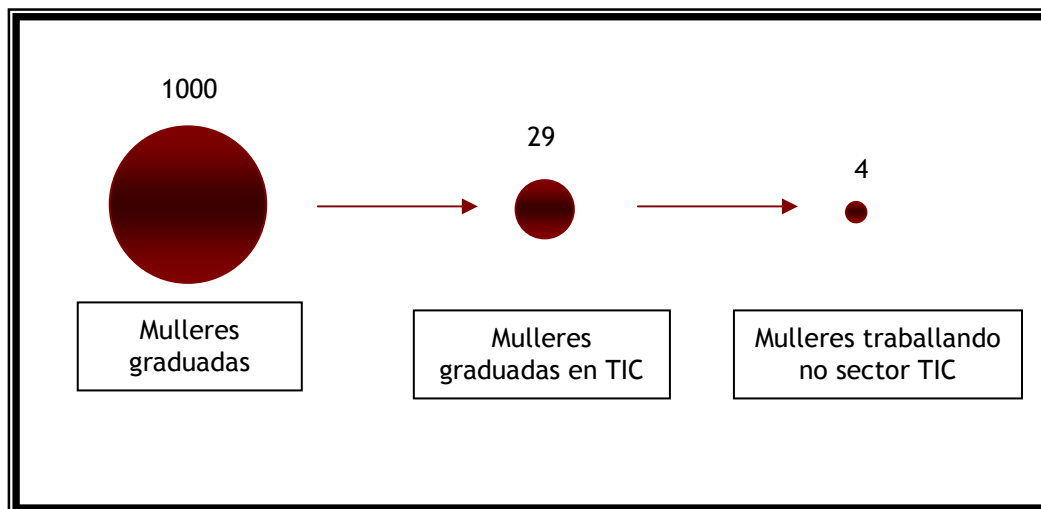 1000
29
4
Mulleres
graduadas
Mulleres
graduadas en TIC
Mulleres traballando
no sector TIC